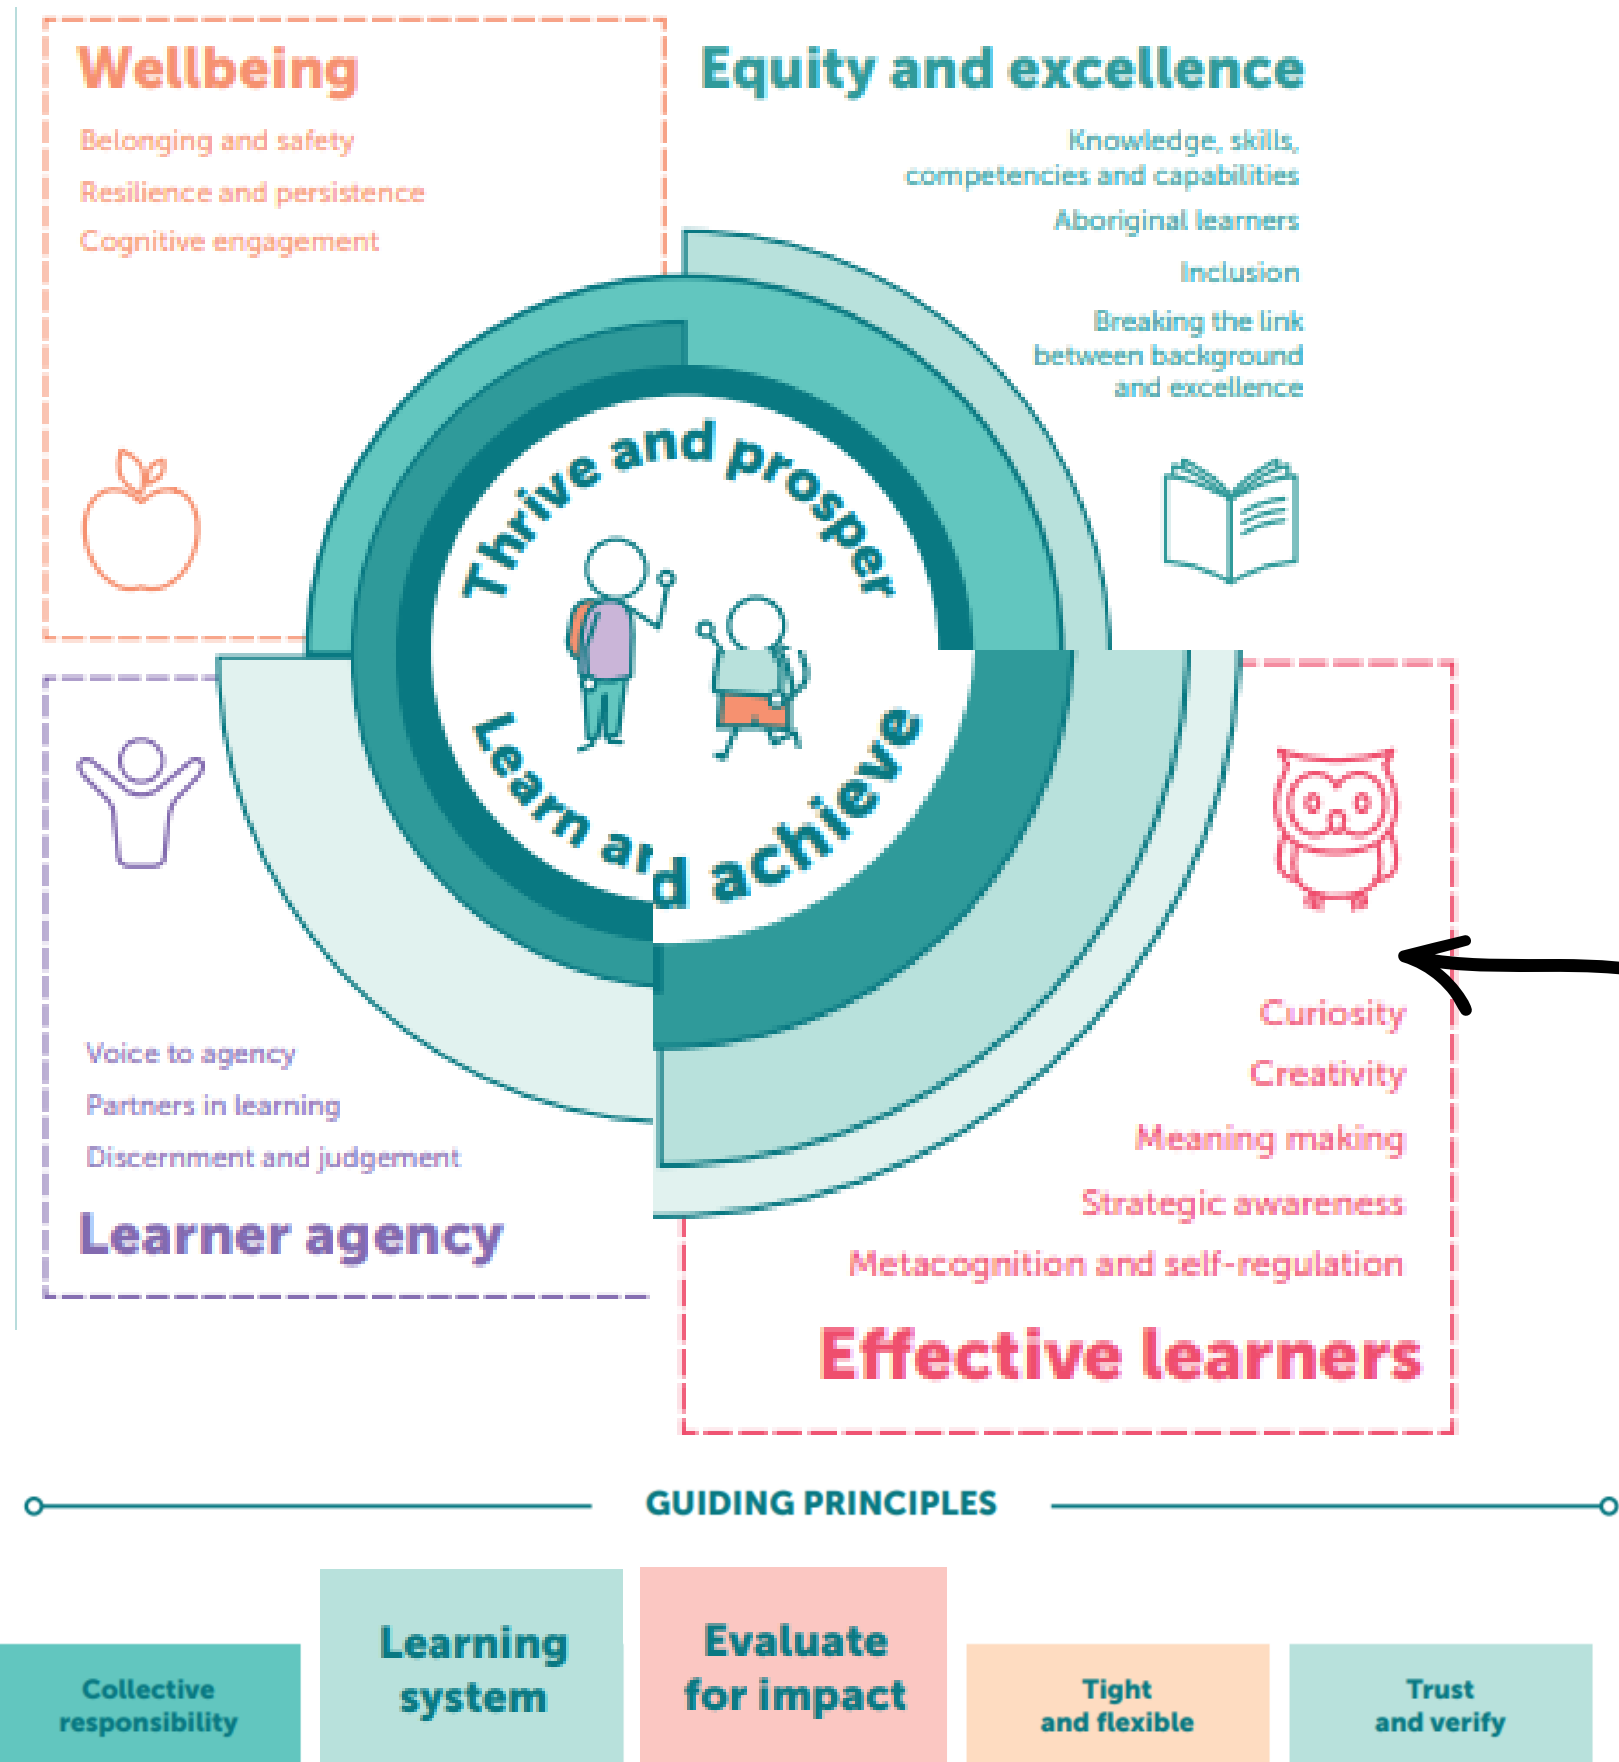 Wellbeing
Belonging and safety
Resilience and persistence
Cognitive engagement
Equity and excellence
Knowledge, skills,
competencies and capabilities
Aboriginal learners
Inclusion
Breaking the link
between background
and excellence
Thrive and prosper
Learn and achieve
Voice to agency
Partners in learning
Discernment and judgement
Learner agency
Curiosity
Creativity
Meaning making
Strategic awareness
Metacognition and self-regulation
Effective learners
GUIDING PRINCIPLES
Collective
responsibility
Learning
system
Evaluate
for impact
Tight
and flexible
Trust
and verify